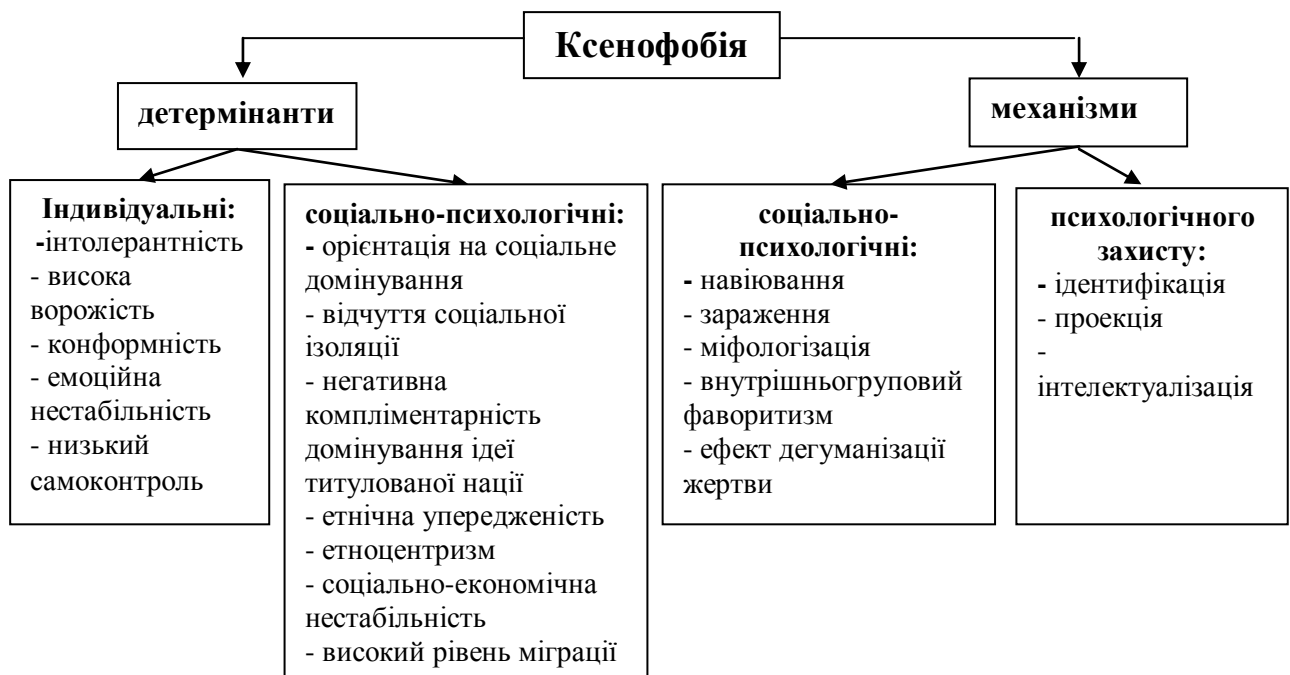 Ксенофобія
детермінанти
механізми
Індивідуальні:
-інтолерантність
- висока
ворожість
- конформність
- емоційна
нестабільність
- низький
самоконтроль
соціально-психологічні:
- орієнтація на соціальне
домінування
- відчуття соціальної
ізоляції
- негативна
компліментарність
домінування ідеї
титулованої нації
- етнічна упередженість
- етноцентризм
- соціально-економічна
нестабільність
- високий рівень міграції
соціально-
психологічні:
- навіювання
- зараження
- міфологізація
- внутрішньогруповий
фаворитизм
- ефект дегуманізації
жертви
психологічного
захисту:
- ідентифікація
- проекція
-
інтелектуалізація